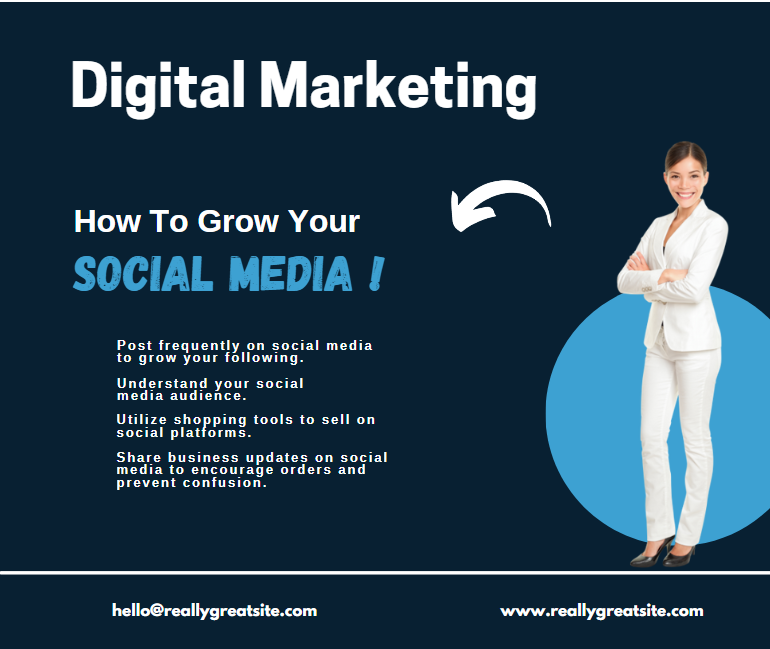 Digital Marketing
How To Grow Your
SOCIAL MEDIA !
Post frequently on social media
to grow your following.
Understand your social
media audience.
Utilize shopping tools to sell on
social platforms.
Share business updates on social
media to encourage orders and
prevent confusion.
hello@reallygreatsite.com
www.reallygreatsite.com